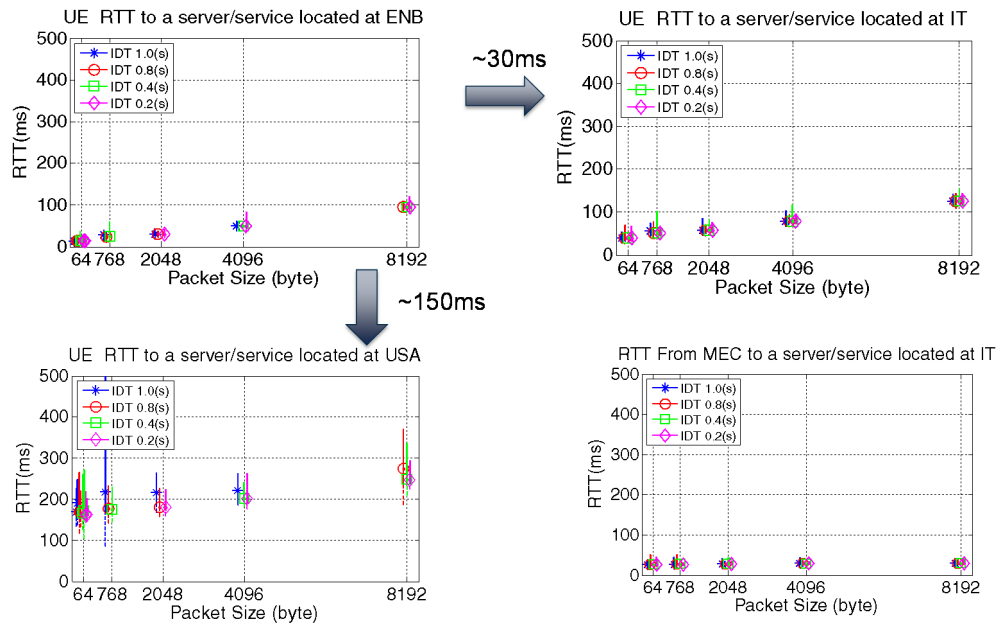 UE RTT to a server/service located at ENB
500
400
300
200
100
0
RTT(ms)
IDT 1.0(s)
IDT 0.8(s)
IDT 0.4(s)
IDT 0.2(s)
64 768 2048 4096 8192
Packet Size (byte)
~30ms
UE RTT to a server/service located at IT
500
400
300
200
100
0
RTT(ms)
IDT 1.0(s)
IDT 0.8(s)
IDT 0.4(s)
IDT 0.2(s)
64 768 2048 4096 8192
Packet Size (byte)
~150ms
UE RTT to a server/service located at USA
500
400
300
200
100
0
RTT(ms)
IDT 1.0(s)
IDT 0.8(s)
IDT 0.4(s)
IDT 0.2(s)
64 768 2048 4096 8192
Packet Size (byte)
RTT From MEC to a server/service located at IT
500
400
300
200
100
0
RTT(ms)
IDT 1.0(s)
IDT 0.8(s)
IDT 0.4(s)
IDT 0.2(s)
64 768 2048 4096 8192
Packet Size (byte)